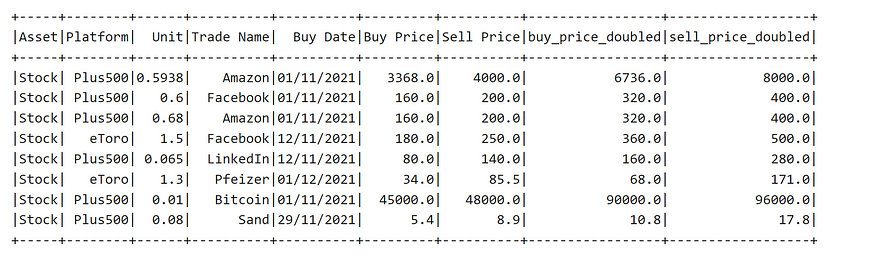 +-----+--------+------+----------+----------+---------+----------+-----------------+------------------+
|Asset|Platform|  Unit|Trade Name|  Buy Date|Buy Price|Sell Price|buy_price_doubled|sell_price_doubled|
+-----+--------+------+----------+----------+---------+----------+-----------------+------------------+
|Stock| Plus500|0.5938|    Amazon|01/11/2021|   3368.0|    4000.0|           6736.0|            8000.0|
|Stock| Plus500|   0.6|  Facebook|01/11/2021|    160.0|     200.0|            320.0|             400.0|
|Stock| Plus500|  0.68|    Amazon|01/11/2021|    160.0|     200.0|            320.0|             400.0|
|Stock|   eToro|   1.5|  Facebook|12/11/2021|    180.0|     250.0|            360.0|             500.0|
|Stock| Plus500| 0.065|  LinkedIn|12/11/2021|     80.0|     140.0|            160.0|             280.0|
|Stock|   eToro|   1.3|   Pfeizer|01/12/2021|     34.0|      85.5|             68.0|             171.0|
|Stock| Plus500|  0.01|   Bitcoin|01/11/2021|  45000.0|   48000.0|          90000.0|           96000.0|
|Stock| Plus500|  0.08|      Sand|29/11/2021|      5.4|       8.9|             10.8|              17.8|
+-----+--------+------+----------+----------+---------+----------+-----------------+------------------+